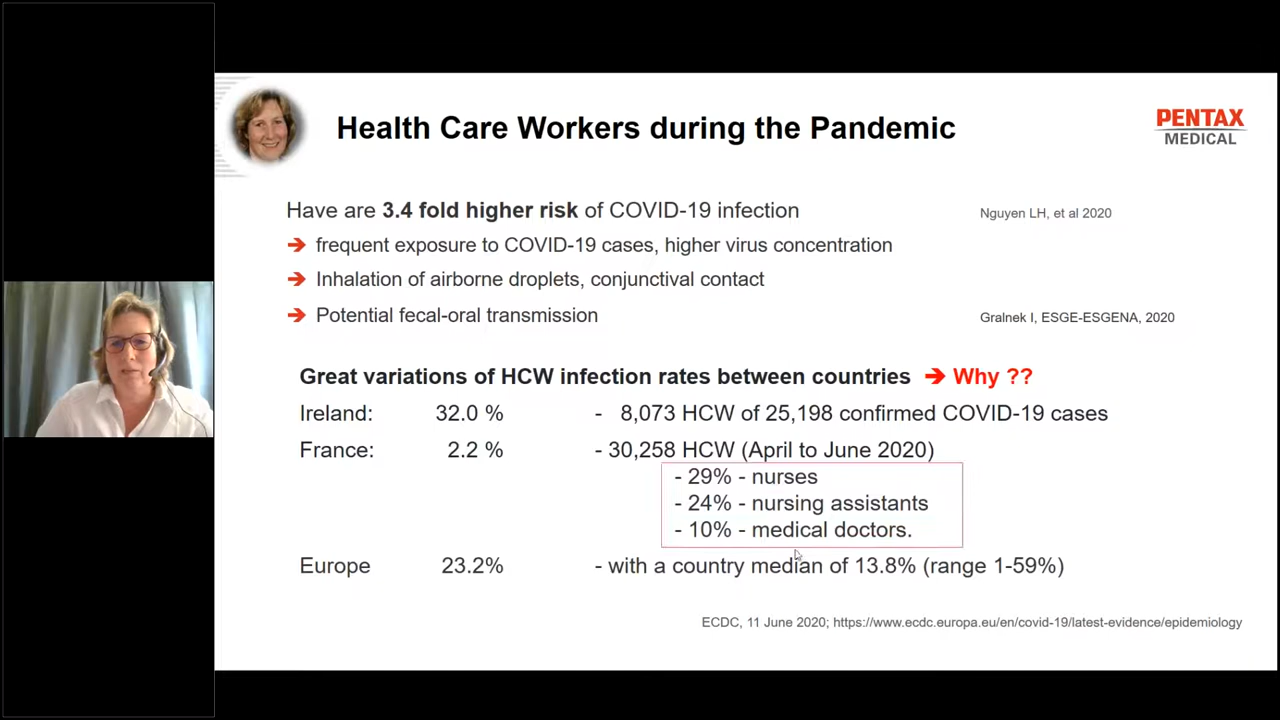 Health Care Workers during the Pandemic
PENTAX
MEDICAL
Have are 3.4 fold higher risk of COVID-19 infection
Nguyen LH, et al 2020
➔ frequent exposure to COVID-19 cases, higher virus concentration
➔ Inhalation of airborne droplets, conjunctival contact
➔ Potential fecal-oral transmission
Gralnek I, ESGE-ESGENA, 2020
Great variations of HCW infection rates between countries ➔ Why ??
Ireland: 32.0 % - 8,073 HCW of 25,198 confirmed COVID-19 cases
France: 2.2 % - 30,258 HCW (April to June 2020)
- 29% - nurses
- 24% - nursing assistants
- 10% - medical doctors.
Europe 23.2% - with a country median of 13.8% (range 1-59%)
ECDC, 11 June 2020; https://www.ecdc.europa.eu/en/covid-19/latest-evidence/epidemiology